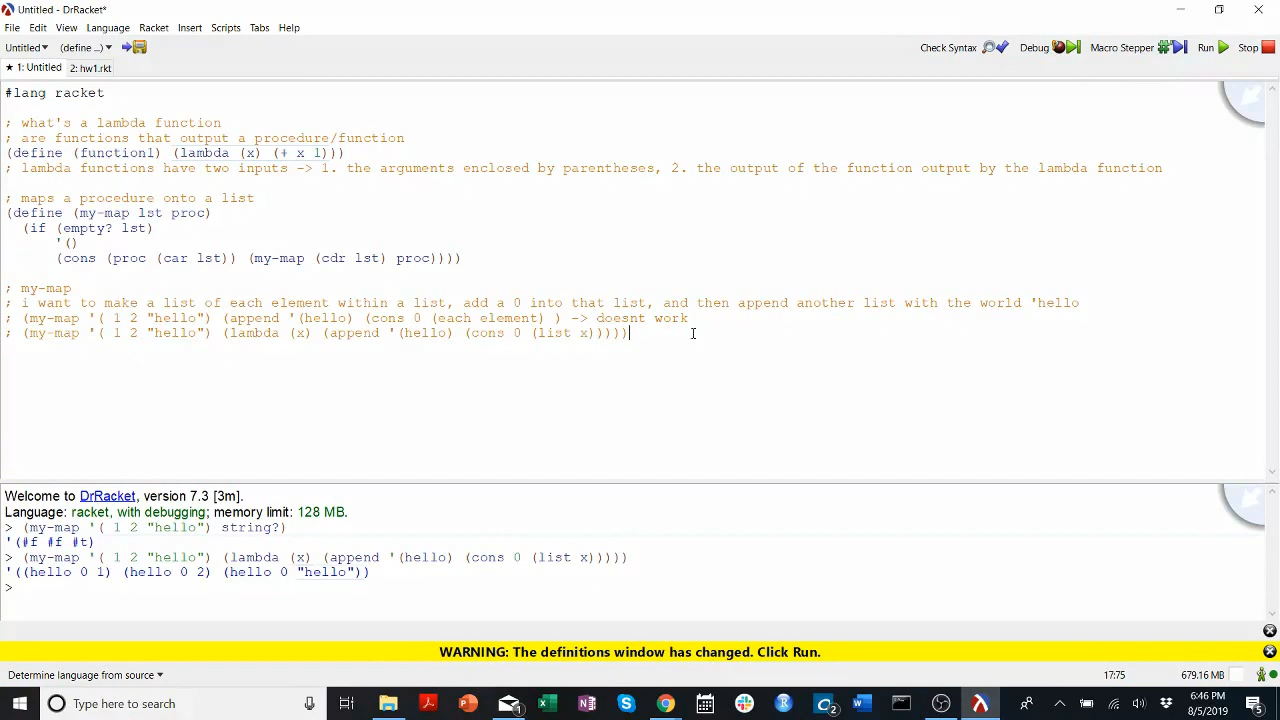 Untitled - DrRacket*
File Edit View Language Racket Insert Scripts Tabs Help
Untitled▾ (define ...)▾ Check Syntax Debug Macro Stepper Run Stop
★ 1: Untitled 2: hw1.rkt
#lang racket
; what's a lambda function
; are functions that output a procedure/function
(define (function1) (lambda (x) (+ x 1)))
; lambda functions have two inputs -> 1. the arguments enclosed by parentheses, 2. the output of the function output by the lambda function
; maps a procedure onto a list
(define (my-map lst proc)
(if (empty? lst)
'()
(cons (proc (car lst)) (my-map (cdr lst) proc))))
; my-map
; i want to make a list of each element within a list, add a 0 into that list, and then append another list with the world 'hello
; (my-map '( 1 2 "hello") (append '(hello) (cons 0 (each element) ) -> doesnt work
; (my-map '( 1 2 "hello") (lambda (x) (append '(hello) (cons 0 (list x)))))
Welcome to DrRacket, version 7.3 [3m].
Language: racket, with debugging; memory limit: 128 MB.
> (my-map '( 1 2 "hello") string?)
'(#f #f #t)
> (my-map '( 1 2 "hello") (lambda (x) (append '(hello) (cons 0 (list x)))))
'((hello 0 1) (hello 0 2) (hello 0 "hello"))
>
WARNING: The definitions window has changed. Click Run.
Determine language from source▾ 17:75 679.16 MB
Type here to search 6:46 PM
8/5/2019